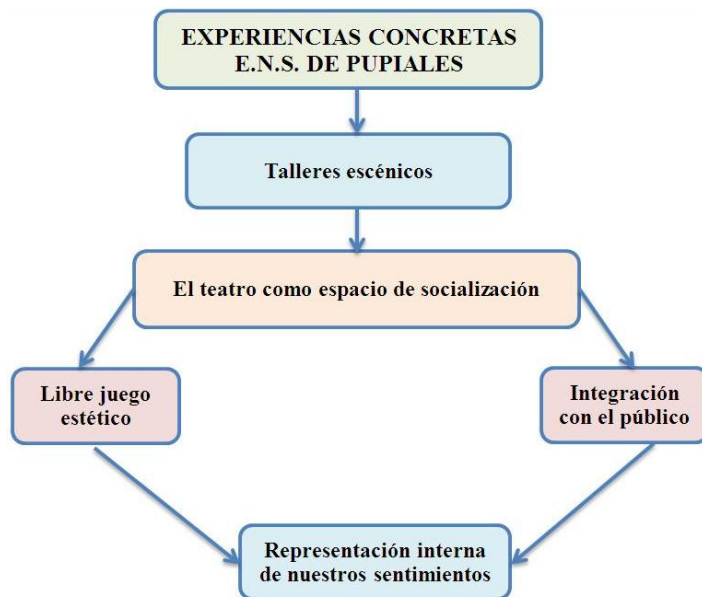 EXPERIENCIAS CONCRETAS
E.N.S. DE PUPIALES
Talleres escénicos
El teatro como espacio de socialización
Libre juego
estético
Integración
con el público
Representación interna
de nuestros sentimientos